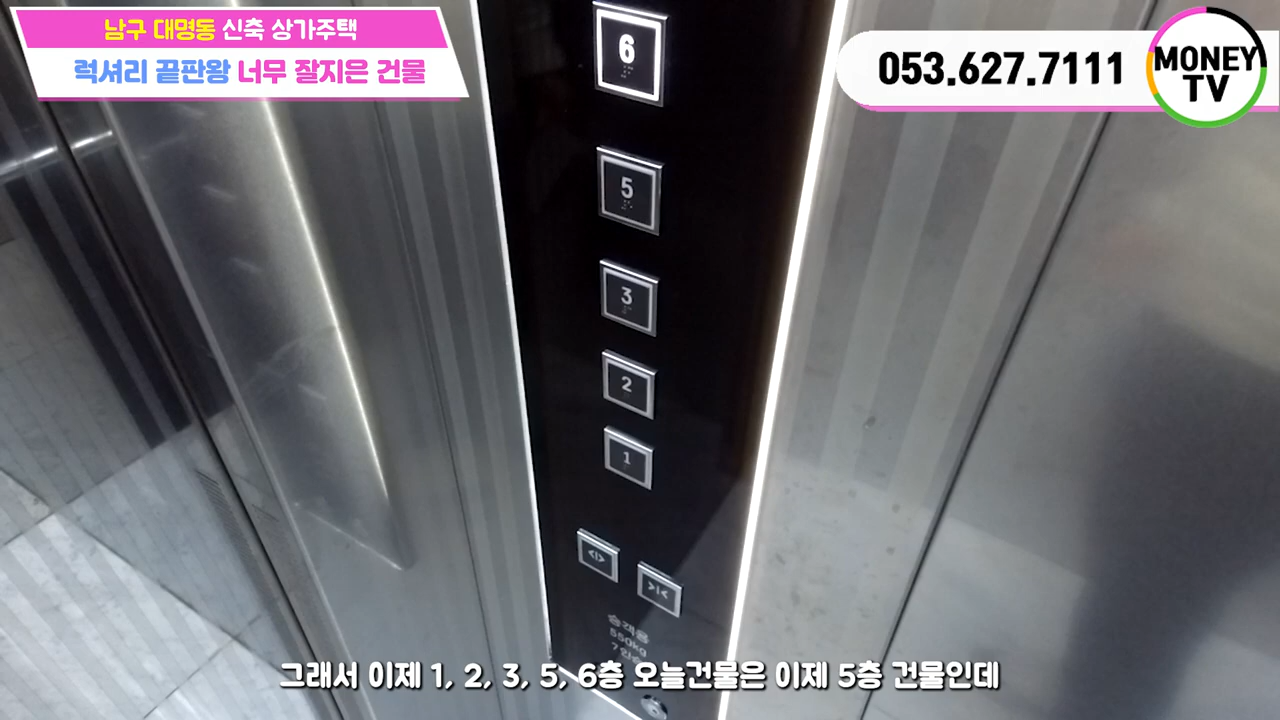 남구 대명동 신축 상가주택
럭셔리 끝판왕 너무 잘지은 건물
053.627.7111
MONEY
TV
6
5
3
2
1
<|>
>|<
승객용
550kg
그래서 이제 1, 2, 3, 5, 6층 오늘건물은 이제 5층 건물인데